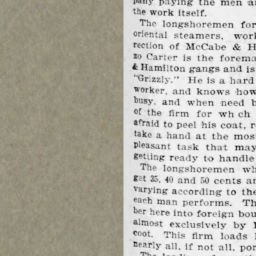 pany paying the men a
the work itself.
The longshoremen for
oriental steamers, work
rection of McCabe & H
zo Carter is the forema
& Hamilton gangs and is
"Grizzly." He is a hard
worker, and knows how
busy, and when need b
of the firm for wh ch
afraid to peel his coat, r
take a hand at the most
pleasant task that may
getting ready to handle
The longshoremen wh
get 35, 40 and 50 cents an
varying according to the
each man performs. Th
ber here into foreign bou
almost exclusively by
coot. This firm loads
nearly all, if not all, por